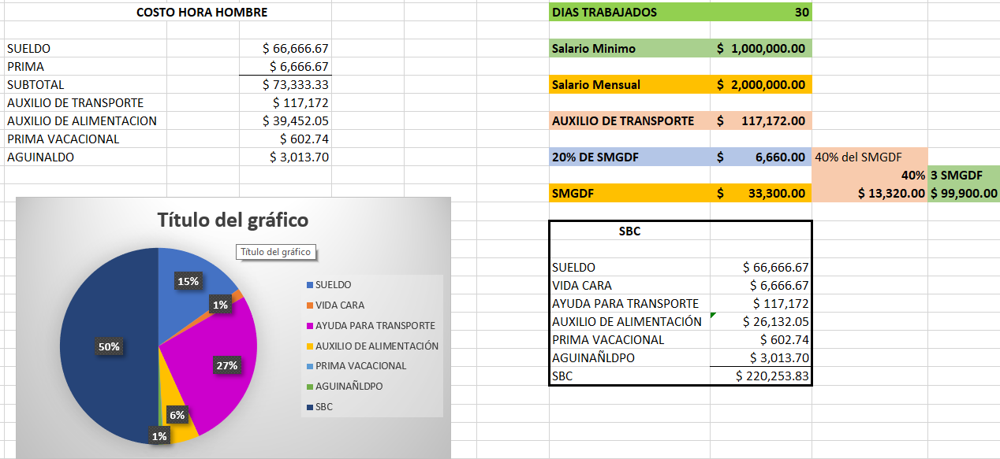 COSTO HORA HOMBRE
SUELDO $ 66,666.67
PRIMA $ 6,666.67
SUBTOTAL $ 73,333.33
AUXILIO DE TRANSPORTE $ 117,172
AUXILIO DE ALIMENTACION $ 39,452.05
PRIMA VACACIONAL $ 602.74
AGUINALDO $ 3,013.70
DIAS TRABAJADOS 30
Salario Minimo $ 1,000,000.00
Salario Mensual $ 2,000,000.00
AUXILIO DE TRANSPORTE $ 117,172.00
20% DE SMGDF $ 6,660.00 40% del SMGDF
40% 3 SMGDF
SMGDF $ 33,300.00 $ 13,320.00 $ 99,900.00
Título del gráfico
Título del gráfico
15%
1%
27%
6%
1%
50%
SUELDO
VIDA CARA
AYUDA PARA TRANSPORTE
AUXILIO DE ALIMENTACIÓN
PRIMA VACACIONAL
AGUINAÑLDPO
SBC
SBC
SUELDO $ 66,666.67
VIDA CARA $ 6,666.67
AYUDA PARA TRANSPORTE $ 117,172
AUXILIO DE ALIMENTACIÓN $ 26,132.05
PRIMA VACACIONAL $ 602.74
AGUINAÑLDPO $ 3,013.70
SBC $ 220,253.83